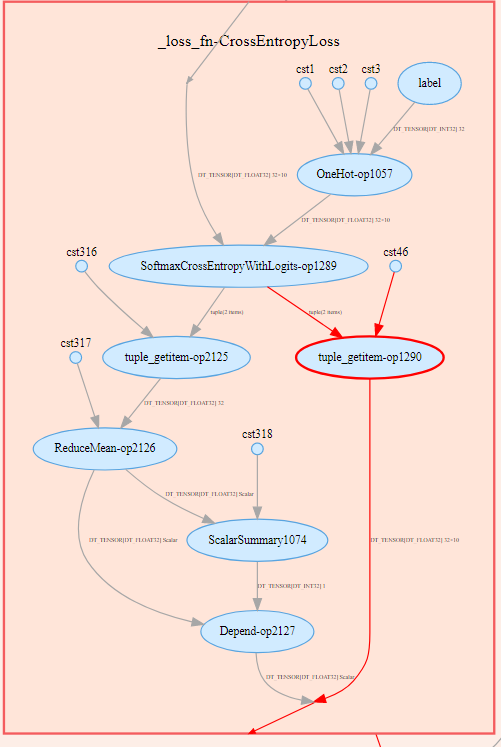 _loss_fn-CrossEntropyLoss
cst1 cst2 cst3
label
DT_TENSOR[DT_INT32] 32
DT_TENSOR[DT_FLOAT32] 32×10
OneHot-op1057
DT_TENSOR[DT_FLOAT32] 32×10
cst316
SoftmaxCrossEntropyWithLogits-op1289
cst46
tuple(2 items)
tuple(2 items)
cst317
tuple_getitem-op2125
tuple_getitem-op1290
DT_TENSOR[DT_FLOAT32] 32
cst318
ReduceMean-op2126
DT_TENSOR[DT_FLOAT32] Scalar
DT_TENSOR[DT_FLOAT32] Scalar
ScalarSummary1074
DT_TENSOR[DT_FLOAT32] 32×10
DT_TENSOR[DT_INT32] 1
Depend-op2127
DT_TENSOR[DT_FLOAT32] Scalar